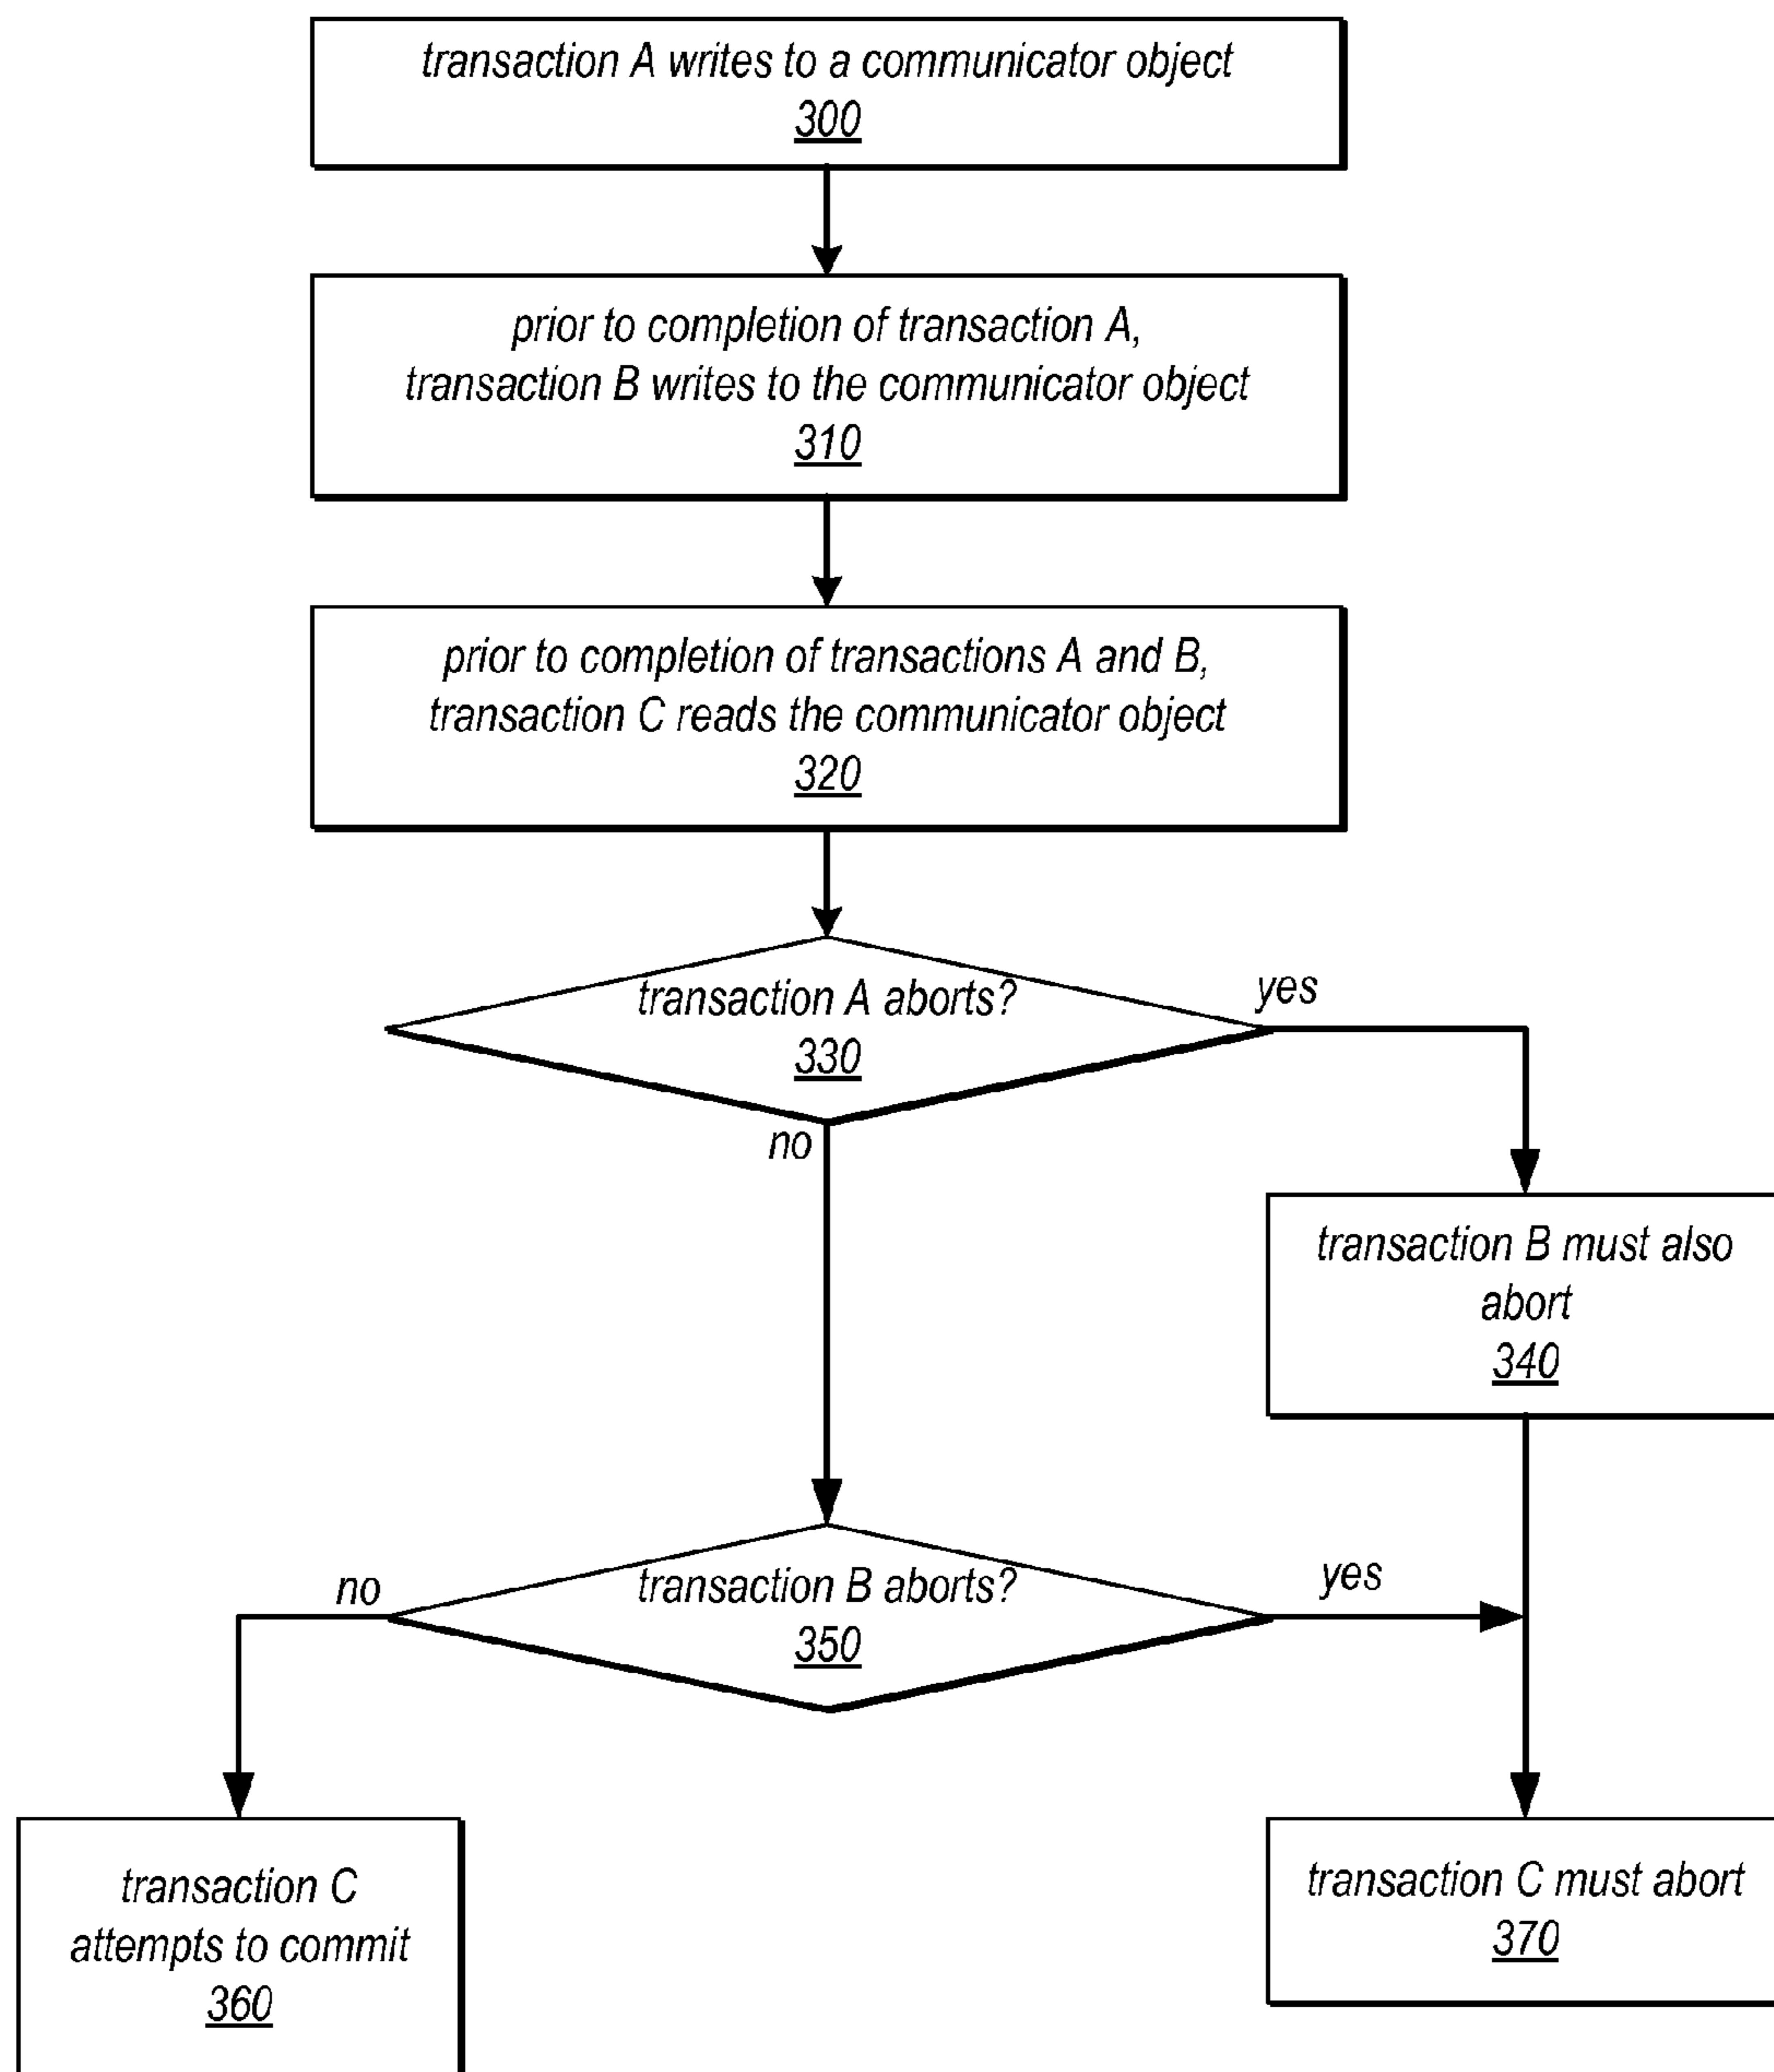 transaction A writes to a communicator object
300
prior to completion of transaction A,
transaction B writes to the communicator object
310
prior to completion of transactions A and B,
transaction C reads the communicator object
320
transaction A aborts?
330
yes
no
transaction B must also
abort
340
transaction B aborts?
350
no
yes
transaction C
attempts to commit
360
transaction C must abort
370